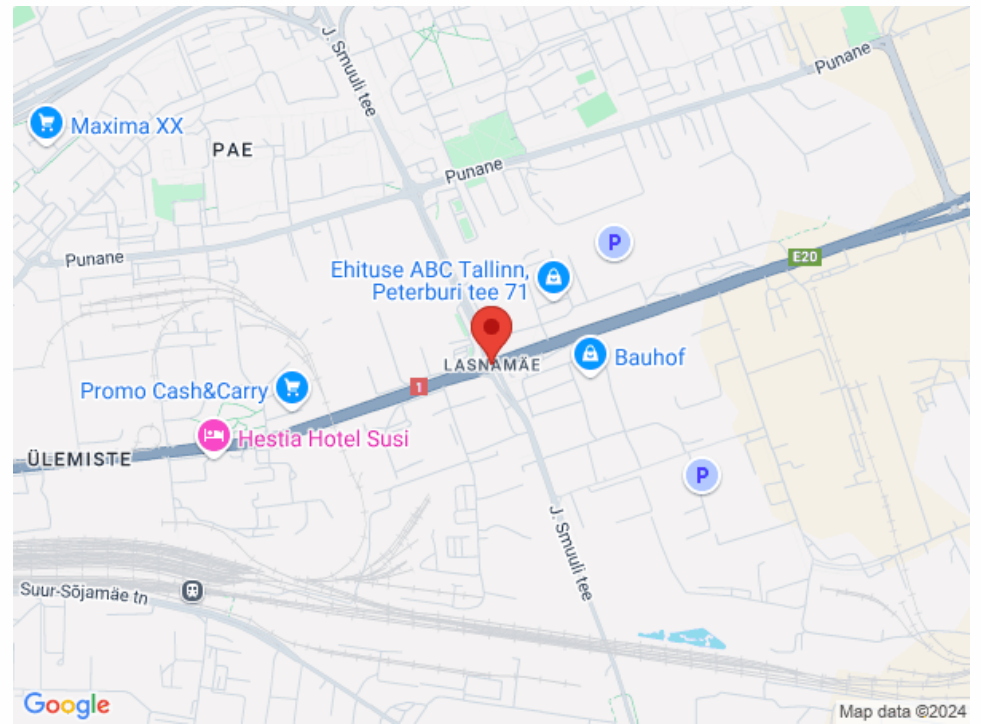 J. Smuuli tee
Punane
Maxima XX
PAE
Punane
Punane
Ehituse ABC Tallinn,
Peterburi tee 71
P
E20
LASNAMÄE
Bauhof
1
Promo Cash&Carry
Hestia Hotel Susi
ÜLEMISTE
P
J. Smuuli tee
Suur-Sõjamäe tn
Google
Map data ©2024